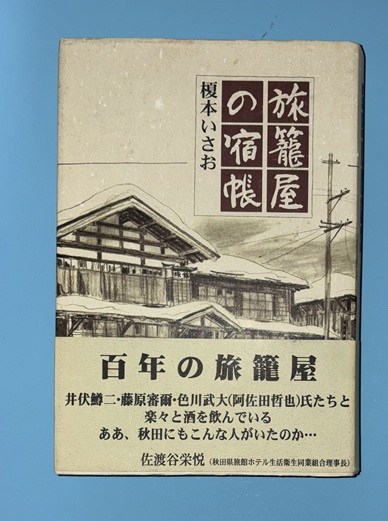 旅籠屋
の宿帳
榎本いさお
百年の旅籠屋
井伏鱒二・藤原審爾・色川武大(阿佐田哲也)氏たちと
楽々と酒を飲んでいる
ああ、秋田にもこんな人がいたのか…
佐渡谷栄悦(秋田県旅館ホテル生活衛生同業組合理事長)